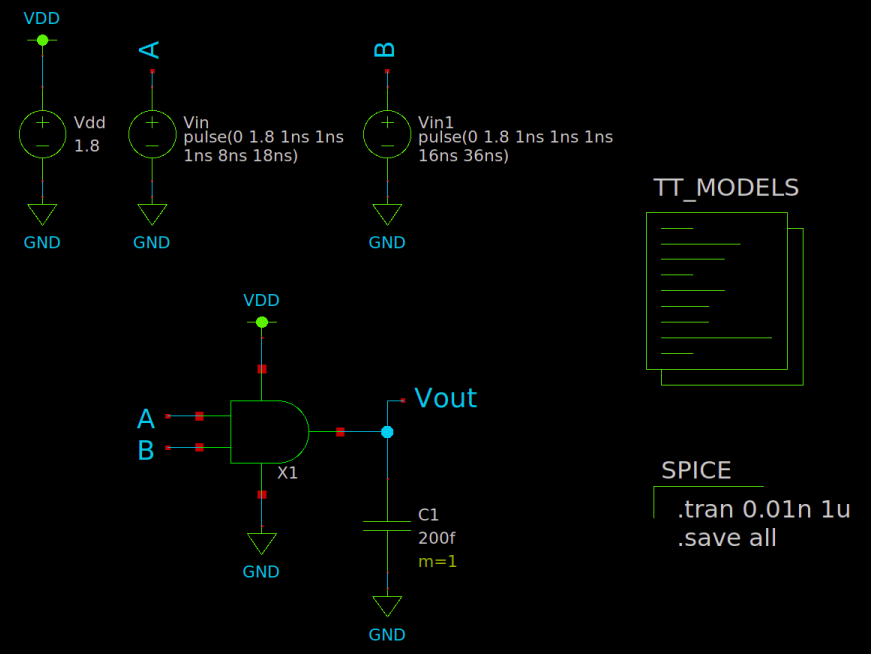 VDD
A
B
Vdd
1.8
Vin
pulse(0 1.8 1ns 1ns
1ns 8ns 18ns)
Vin1
pulse(0 1.8 1ns 1ns 1ns
16ns 36ns)
GND
GND
GND
TT_MODELS
VDD
A
B
Vout
X1
GND
C1
200f
m=1
GND
SPICE
.tran 0.01n 1u
.save all